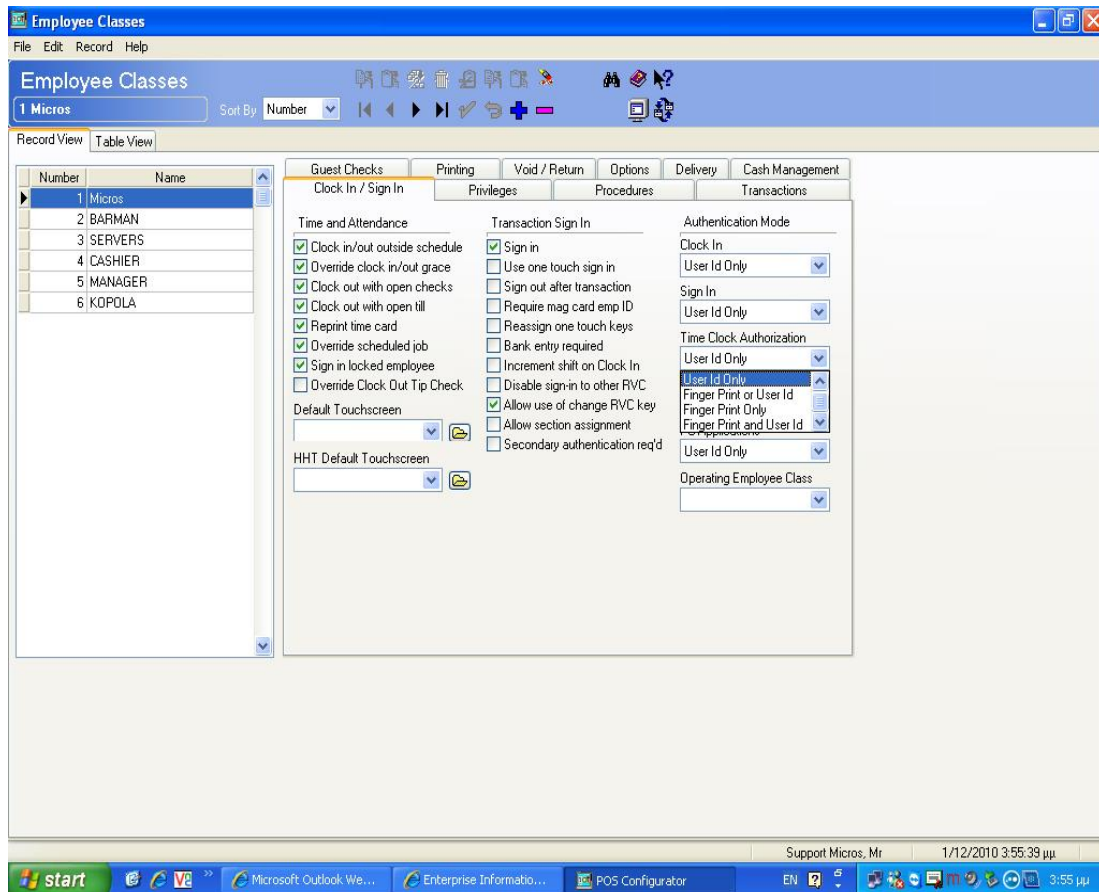 Employee Classes
File Edit Record Help
Employee Classes
1 Micros
Sort By Number
Record View Table View
Number Name
1 Micros
2 BARMAN
3 SERVERS
4 CASHIER
5 MANAGER
6 KOPOLA
Guest Checks Printing Void / Return Options Delivery Cash Management
Clock In / Sign In Privileges Procedures Transactions
Time and Attendance
Clock in/out outside schedule
Override clock in/out grace
Clock out with open checks
Clock out with open till
Reprint time card
Override scheduled job
Sign in locked employee
Override Clock Out Tip Check
Default Touchscreen
HHT Default Touchscreen
Transaction Sign In
Sign in
Use one touch sign in
Sign out after transaction
Require mag card emp ID
Reassign one touch keys
Bank entry required
Increment shift on Clock In
Disable sign-in to other RVC
Allow use of change RVC key
Allow section assignment
Secondary authentication req'd
Authentication Mode
Clock In
User Id Only
Sign In
User Id Only
Time Clock Authorization
User Id Only
User Id Only
Finger Print or User Id
Finger Print Only
Finger Print and User Id
User Id Only
Operating Employee Class
Support Micros, Mr 1/12/2010 3:55:39 μμ
start Microsoft Outlook We... Enterprise Informatio... POS Configurator EN 3:55 μμ